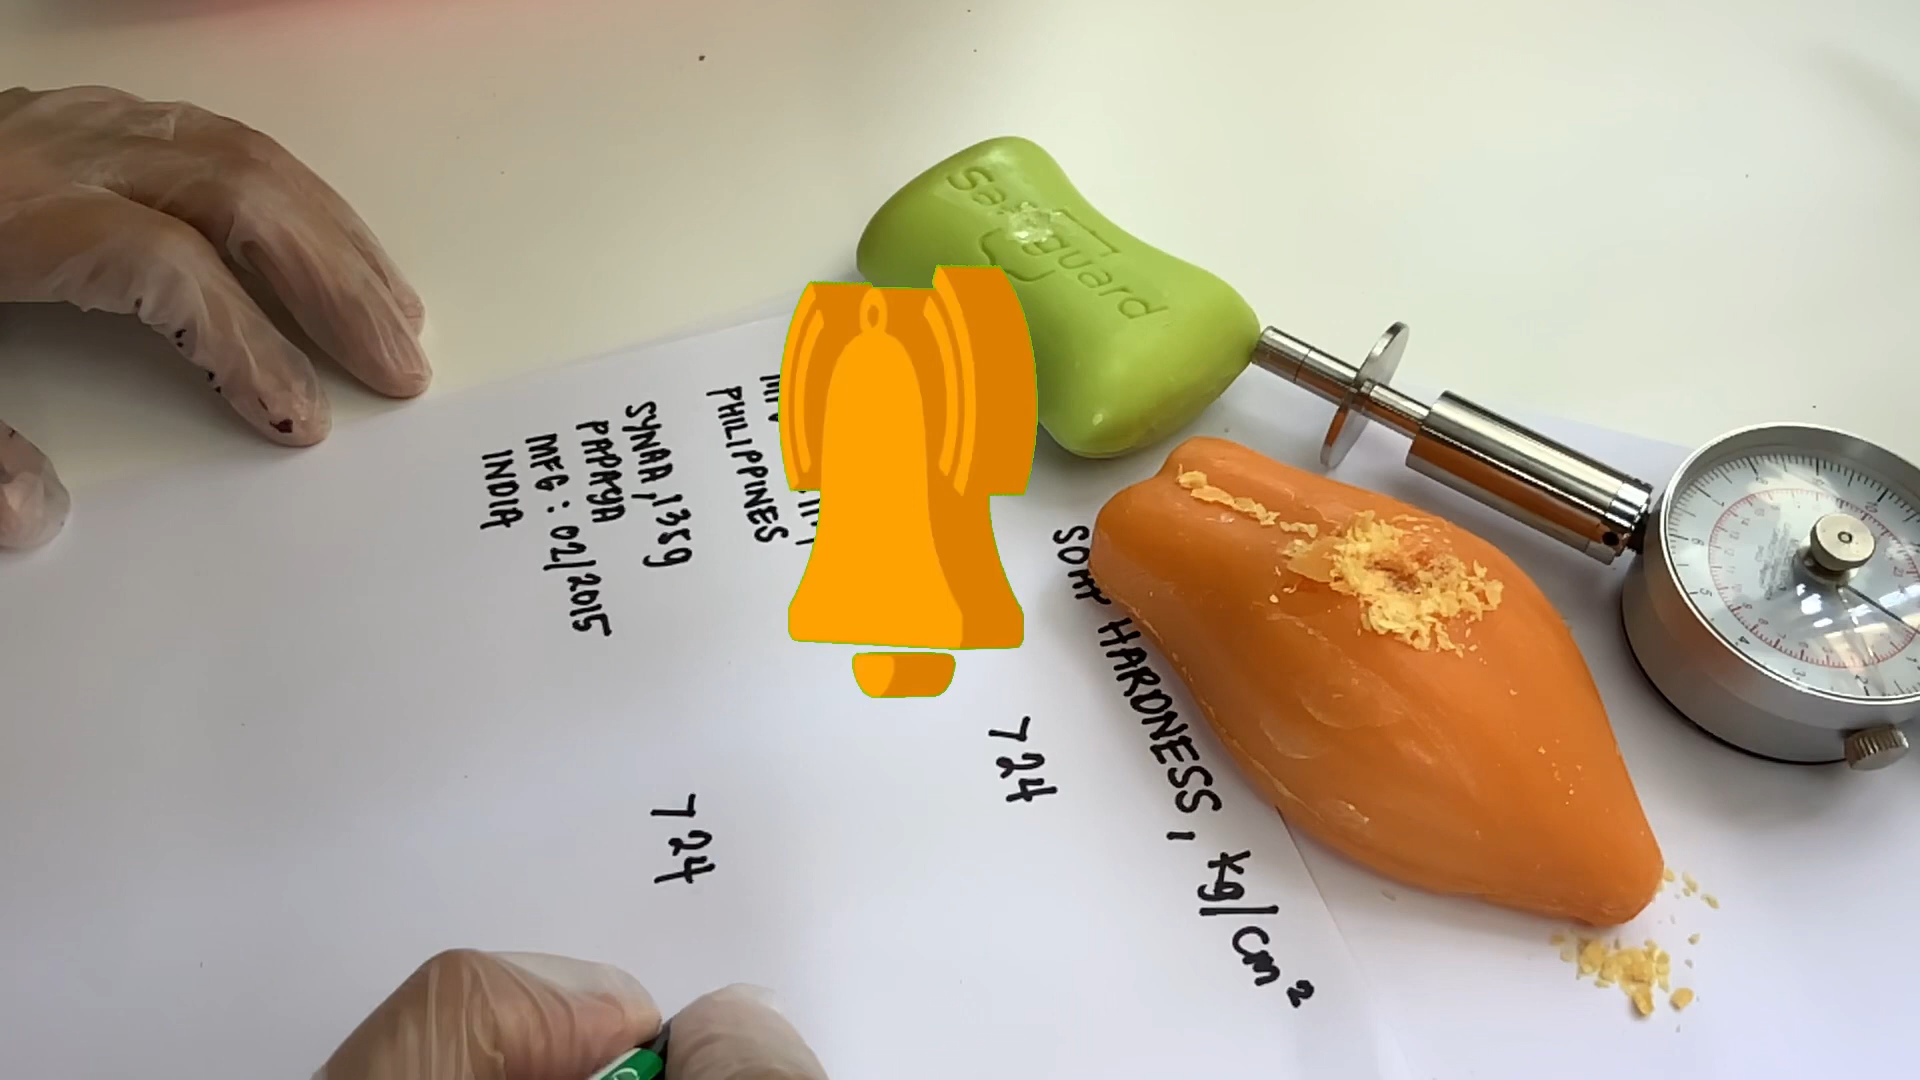 Safeguard
SOAP HARDNESS, kg/cm²
724
PHILIPPINES
SYNAA, 135g
PAPAYA
MFG: 02/2015
INDIA
724